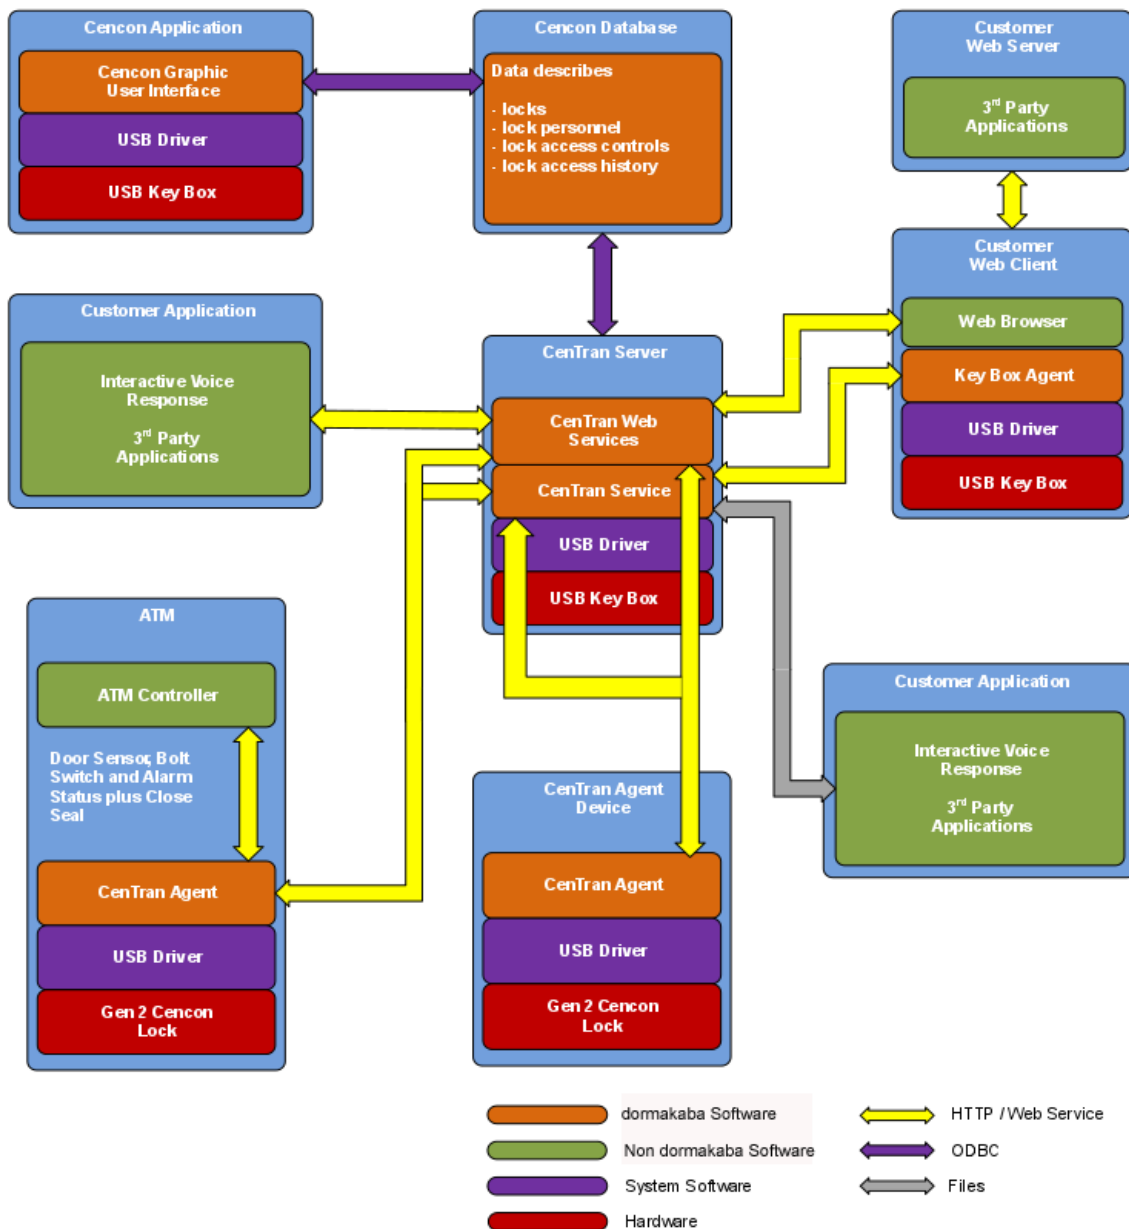 Cencon Application
Cencon Graphic
User Interface
USB Driver
USB Key Box
Cencon Database
Data describes
- locks
- lock personnel
- lock access controls
- lock access history
Customer
Web Server
3rd Party
Applications
Customer
Web Client
Web Browser
Key Box Agent
USB Driver
USB Key Box
Customer Application
Interactive Voice
Response
3rd Party
Applications
CenTran Server
CenTran Web
Services
CenTran Service
USB Driver
USB Key Box
ATM
ATM Controller
Door Sensor, Bolt
Switch and Alarm
Status plus Close
Seal
CenTran Agent
USB Driver
Gen 2 Cencon
Lock
CenTran Agent
Device
CenTran Agent
USB Driver
Gen 2 Cencon
Lock
Customer Application
Interactive Voice
Response
3rd Party
Applications
dormakaba Software
Non dormakaba Software
System Software
Hardware
HTTP / Web Service
ODBC
Files